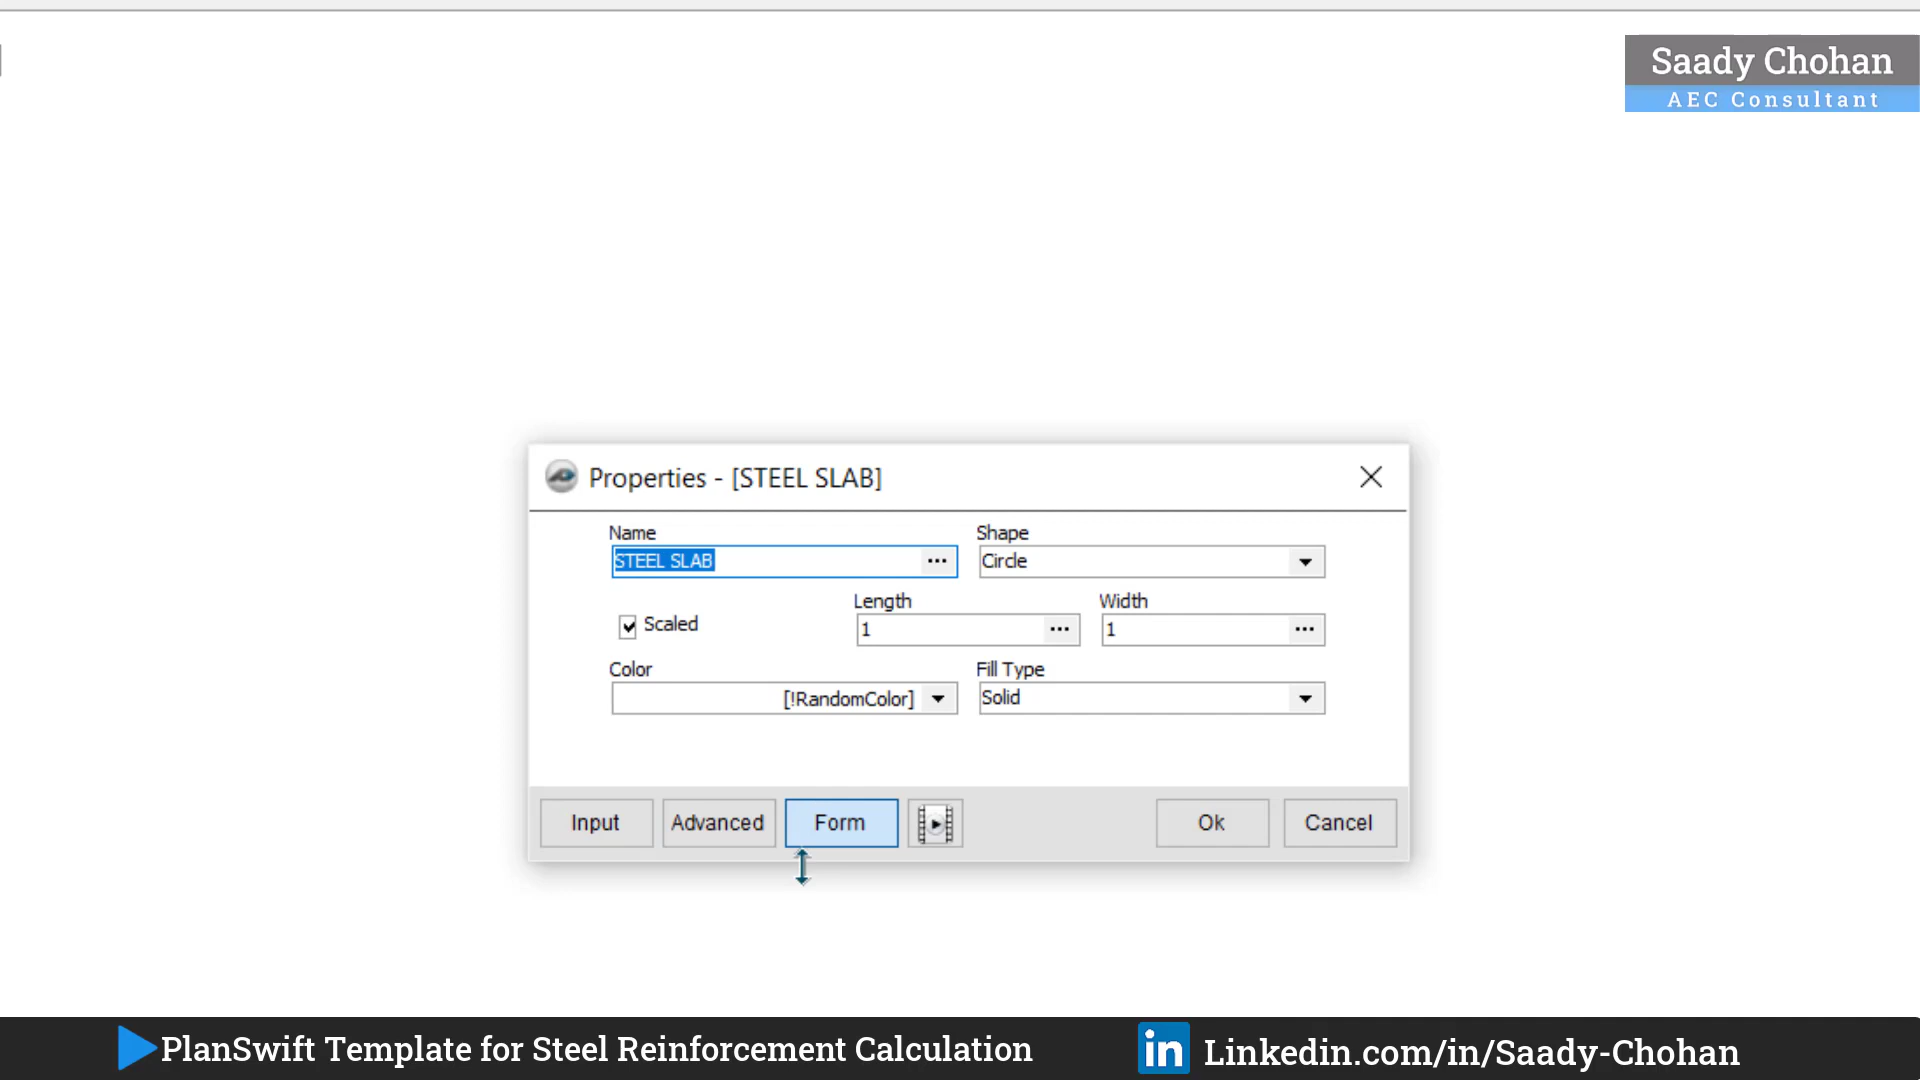 Saady Chohan
AEC Consultant
Properties - [STEEL SLAB]
Name
Shape
STEEL SLAB ...
Circle
Scaled
Length
Width
1 ...
1 ...
Color
Fill Type
[!RandomColor]
Solid
Input
Advanced
Form
Ok
Cancel
PlanSwift Template for Steel Reinforcement Calculation
in Linkedin.com/in/Saady-Chohan